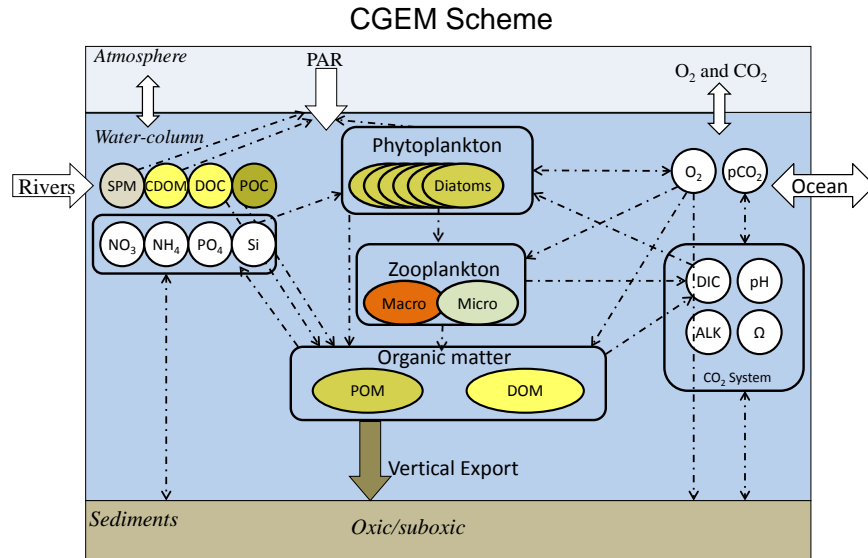 CGEM Scheme
Atmosphere
PAR
O₂ and CO₂
Water-column
Phytoplankton
Diatoms
Rivers
SPM
CDOM
DOC
POC
O₂
pCO₂
Ocean
NO₃
NH₄
PO₄
Si
Zooplankton
Macro
Micro
DIC
pH
ALK
Ω
CO₂ System
Organic matter
POM
DOM
Vertical Export
Sediments
Oxic/suboxic